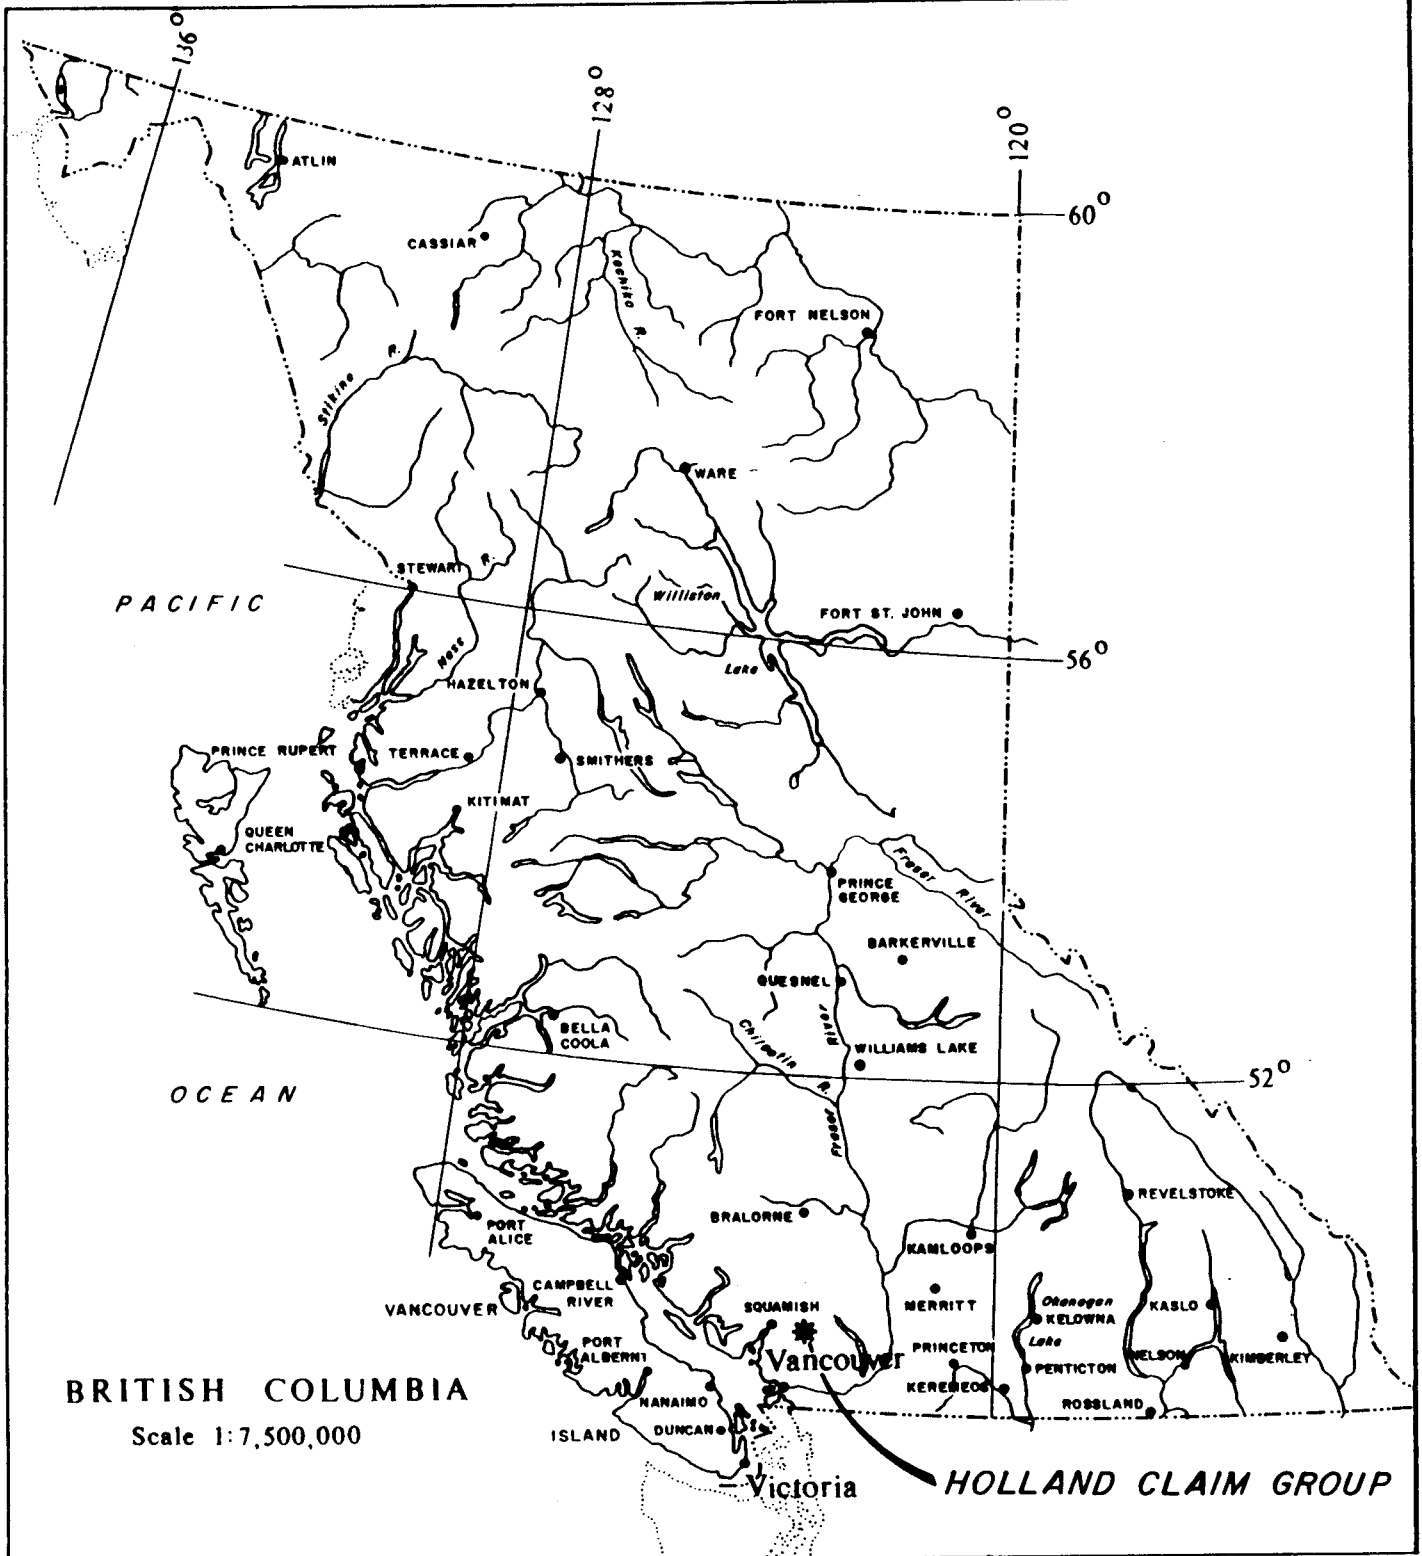 136°
128°
120°
ATLIN
60°
CASSIAR
Kechika R.
FORT NELSON
Stikine R.
WARE
STEWART
R.
PACIFIC
Williston
FORT ST. JOHN
Nass
Lake
56°
HAZELTON
PRINCE RUPERT
TERRACE
SMITHERS
KITIMAT
QUEEN
CHARLOTTE
Fraser River
PRINCE
GEORGE
BARKERVILLE
QUESNEL
BELLA
COOLA
Chilcotin R.
River
WILLIAMS LAKE
52°
OCEAN
Fraser
REVELSTOKE
BRALORNE
PORT
ALICE
KAMLOOPS
CAMPBELL
RIVER
VANCOUVER
SQUAMISH
MERRITT
Okanagan
KELOWNA
Lake
KASLO
PORT
ALBERNI
Vancouver
PRINCETON
PENTICTON
NELSON
KIMBERLEY
KEREMEOS
ROSSLAND
BRITISH COLUMBIA
Scale 1:7,500,000
NANAIMO
ISLAND
DUNCAN
Victoria
HOLLAND CLAIM GROUP